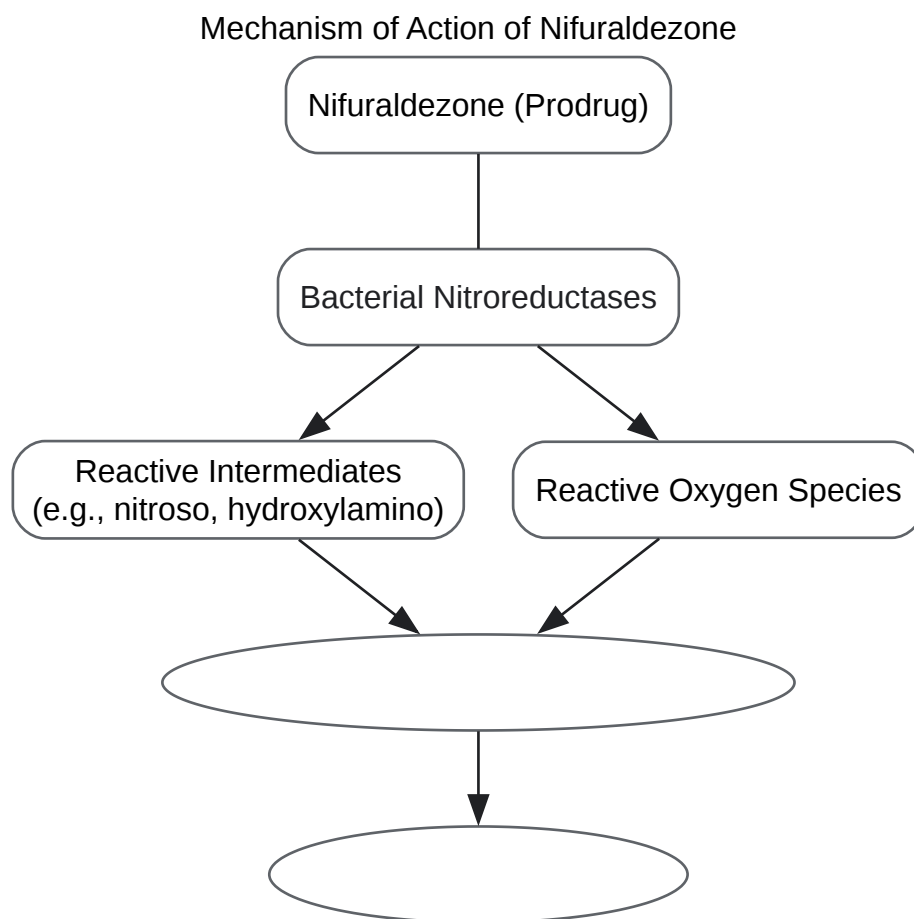 Mechanism of Action of Nifuraldezone
Nifuraldezone (Prodrug)
Bacterial Nitroreductases
Reactive Intermediates
(e.g., nitroso, hydroxylamino)
Reactive Oxygen Species